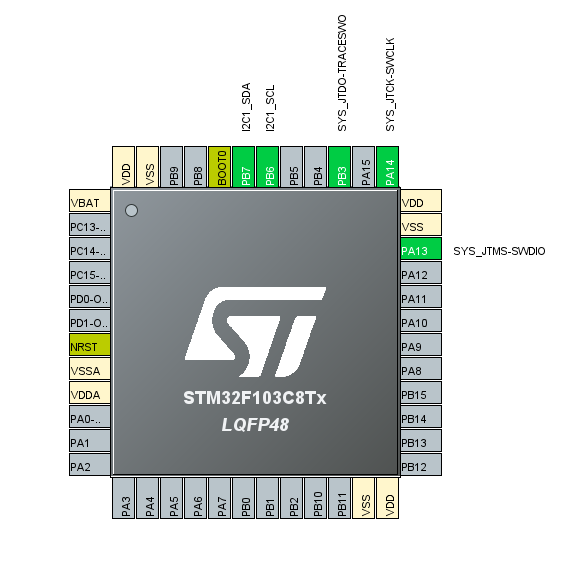 I2C1_SDA
I2C1_SCL
SYS_JTDO-TRACESWO
SYS_JTCK-SWCLK
VDD
VSS
PB9
PB8
BOOT0
PB7
PB6
PB5
PB4
PB3
PA15
PA14
VBAT
PC13-..
PC14-..
PC15-..
PD0-O..
PD1-O..
NRST
VSSA
VDDA
PA0-..
PA1
PA2
VDD
VSS
PA13
SYS_JTMS-SWDIO
PA12
PA11
PA10
PA9
PA8
PB15
PB14
PB13
PB12
ST
STM32F103C8Tx
LQFP48
PA3
PA4
PA5
PA6
PA7
PB0
PB1
PB2
PB10
PB11
VSS
VDD